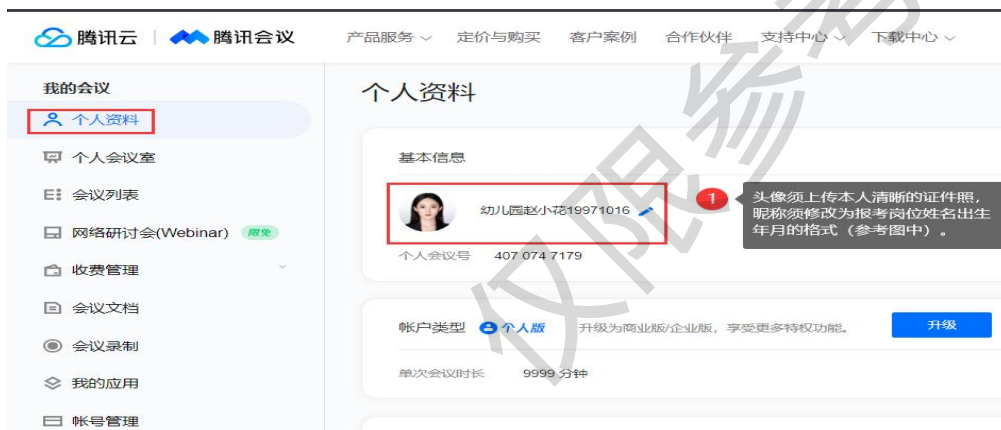 腾讯云 腾讯会议 产品服务 定价与购买 客户案例 合作伙伴 支持中心 下载中心
我的会议
个人资料
个人会议室
会议列表
网络研讨会(Webinar) 限免
收费管理
会议文档
会议录制
我的应用
帐号管理
个人资料
基本信息
幼儿园赵小花19971016
1
头像须上传本人清晰的证件照，
昵称须修改为报考岗位姓名出生
年月的格式（参考图中）。
个人会议号 407 074 7179
帐户类型 个人版 升级为商业版/企业版，享受更多特权功能。 升级
单次会议时长 9999 分钟
仅限参考